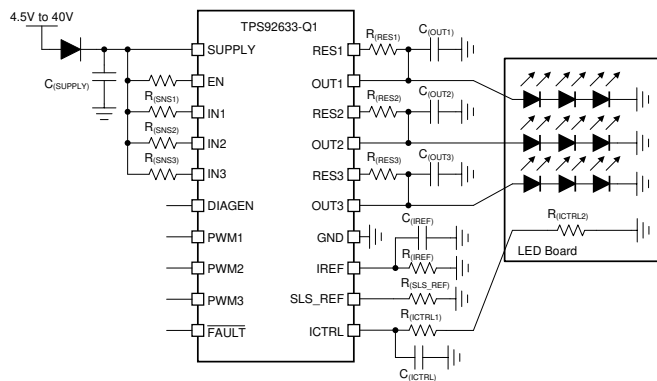 4.5V to 40V
TPS92633-Q1
C(SUPPLY)
SUPPLY
EN
R(SNS1)
IN1
R(SNS2)
IN2
R(SNS3)
IN3
DIAGEN
PWM1
PWM2
PWM3
FAULT
RES1
OUT1
RES2
OUT2
RES3
OUT3
GND
IREF
SLS_REF
ICTRL
R(RES1)
C(OUT1)
R(RES2)
C(OUT2)
R(RES3)
C(OUT3)
C(IREF)
R(IREF)
R(SLS_REF)
R(ICTRL1)
C(ICTRL)
R(ICTRL2)
LED Board